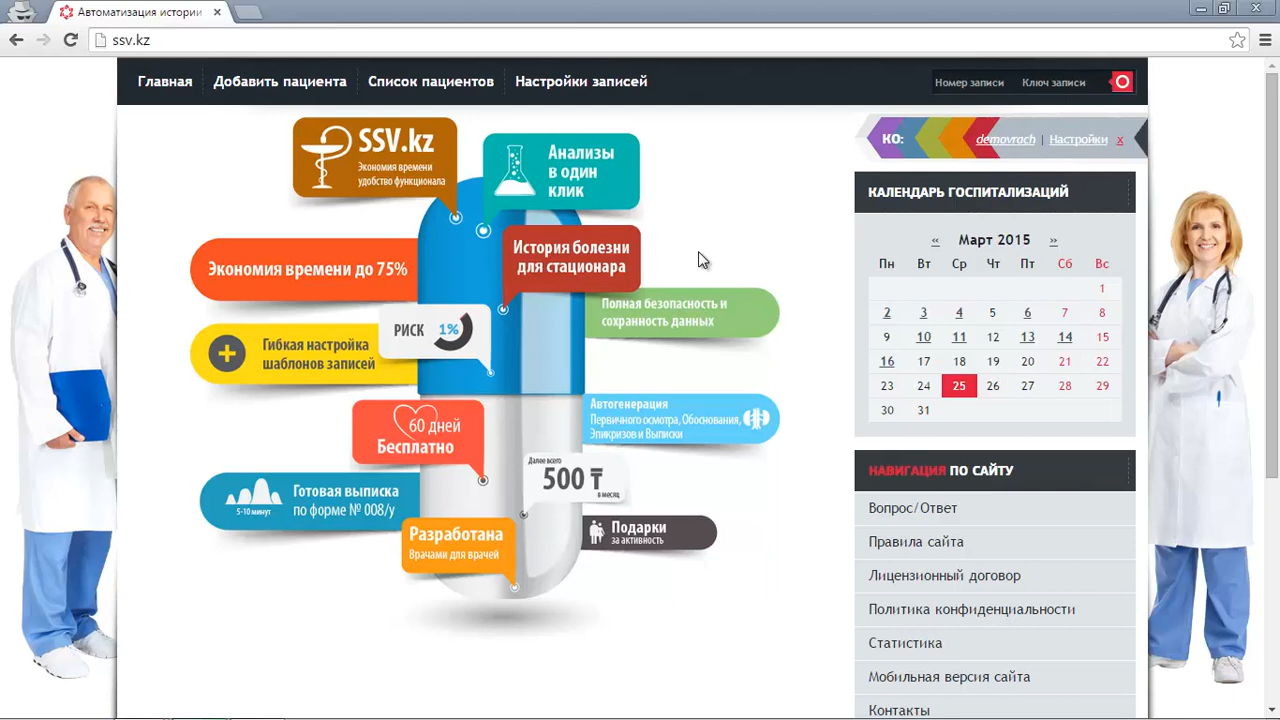 Автоматизация истории
ssv.kz
Главная
Добавить пациента
Список пациентов
Настройки записей
Номер записи
Ключ записи
SSV.kz
Экономия времени
удобство функционала
Анализы
в один
клик
КО:
demovrach | Настройки x
История болезни
для стационара
Экономия времени до 75%
Полная безопасность и
сохранность данных
РИСК 1%
Гибкая настройка
шаблонов записей
60 дней
Бесплатно
Автогенерация
Первичного осмотра, Обоснования,
Эпикризов и Выписки
Далее всего
500 ₸
в месяц
5-10 минут
Готовая выписка
по форме № 008/у
Разработана
Врачами для врачей
Подарки
за активность
КАЛЕНДАРЬ ГОСПИТАЛИЗАЦИЙ
« Март 2015 »
Пн Вт Ср Чт Пт Сб Вс
1
2 3 4 5 6 7 8
9 10 11 12 13 14 15
16 17 18 19 20 21 22
23 24 25 26 27 28 29
30 31
НАВИГАЦИЯ ПО САЙТУ
Вопрос/Ответ
Правила сайта
Лицензионный договор
Политика конфиденциальности
Статистика
Мобильная версия сайта
Контакты